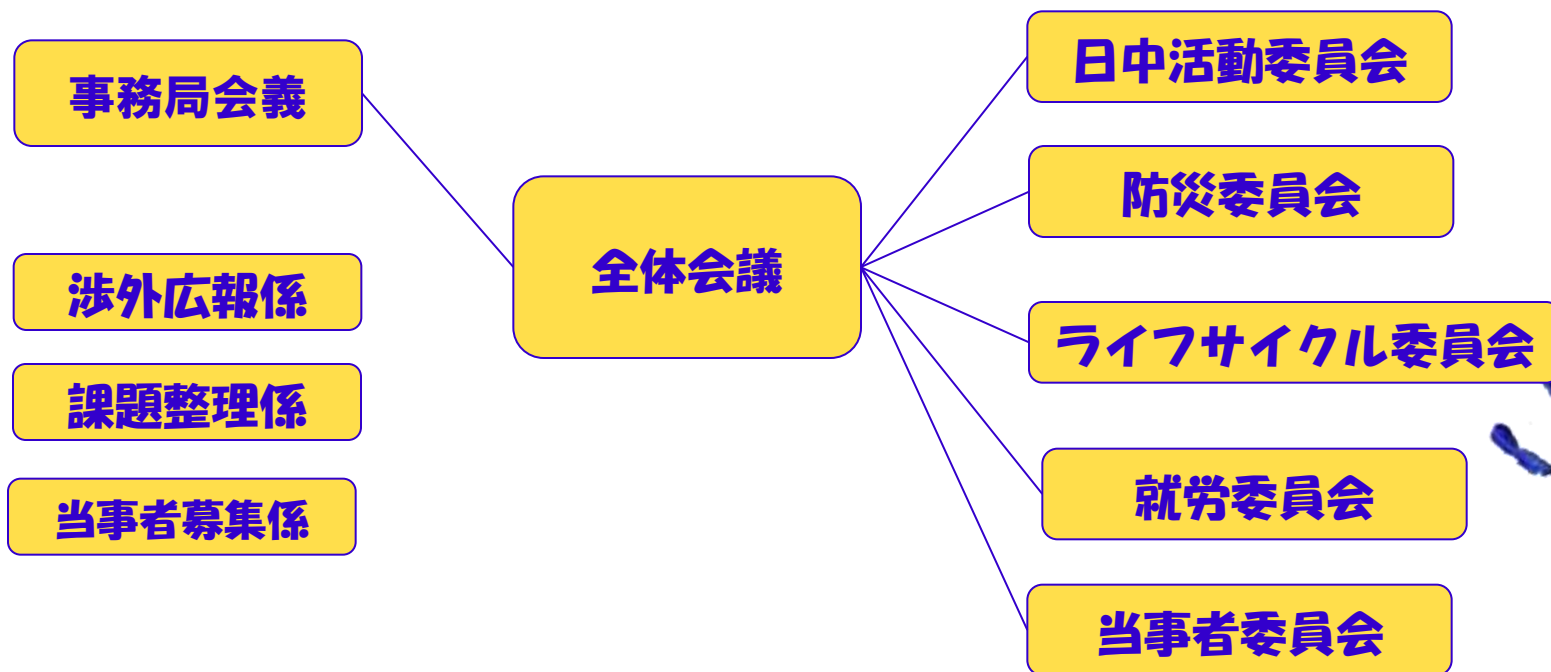 事務局会義
渉外広報係
課題整理係
当事者募集係
全体会議
日中活動委員会
防災委員会
ライフサイクル委員会
就労委員会
当事者委員会